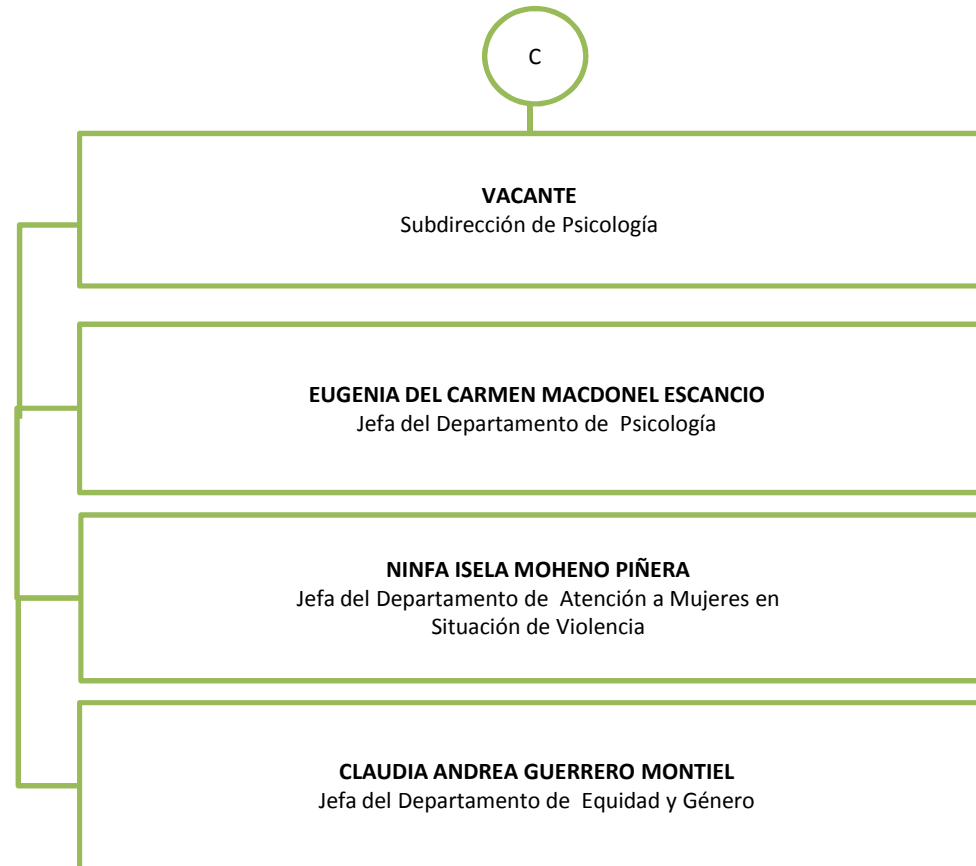 C
VACANTE
Subdirección de Psicología
EUGENIA DEL CARMEN MACDONEL ESCANCIO
Jefa del Departamento de Psicología
NINFA ISELA MOHENO PIÑERA
Jefa del Departamento de Atención a Mujeres en
Situación de Violencia
CLAUDIA ANDREA GUERRERO MONTIEL
Jefa del Departamento de Equidad y Género